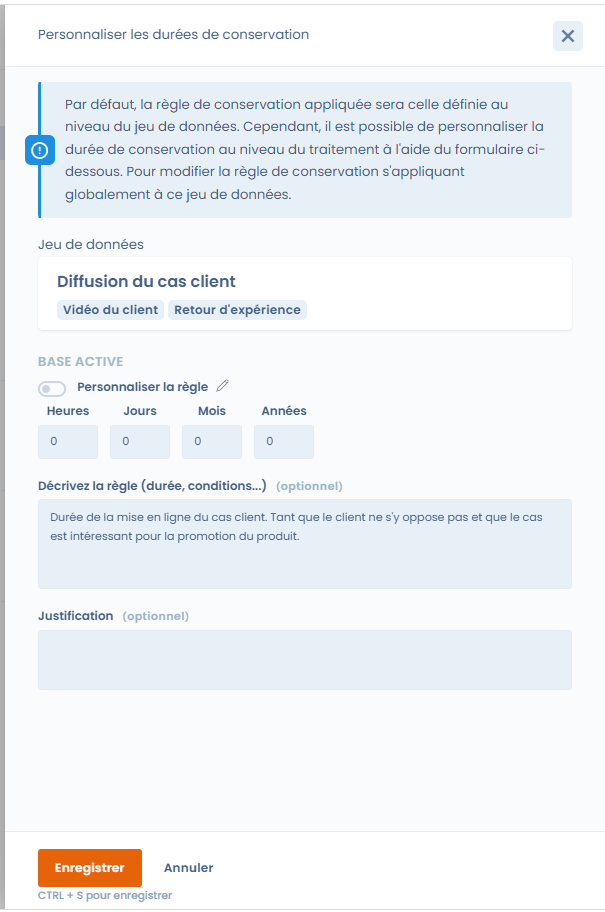 Personnaliser les durées de conservation
Par défaut, la règle de conservation appliquée sera celle définie au
niveau du jeu de données. Cependant, il est possible de personnaliser la
durée de conservation au niveau du traitement à l'aide du formulaire ci-
dessous. Pour modifier la règle de conservation s'appliquant
globalement à ce jeu de données.
Jeu de données
Diffusion du cas client
Vidéo du client Retour d'expérience
BASE ACTIVE
Personnaliser la règle
Heures Jours Mois Années
0 0 0 0
Décrivez la règle (durée, conditions...) (optionnel)
Durée de la mise en ligne du cas client. Tant que le client ne s'y oppose pas et que le cas
est intéressant pour la promotion du produit.
Justification (optionnel)
Enregistrer Annuler
CTRL + S pour enregistrer